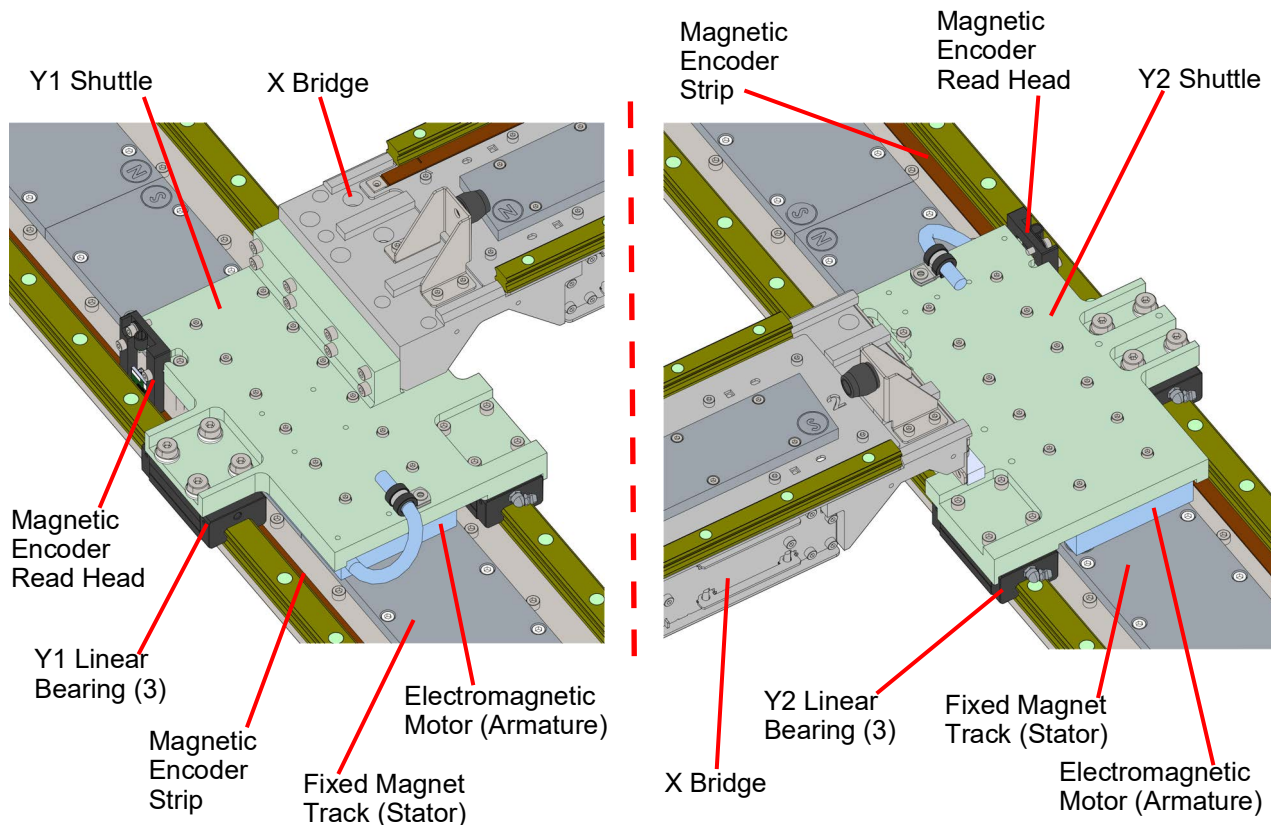 Y1 Shuttle
X Bridge
Magnetic
Encoder
Read Head
Y1 Linear
Bearing (3)
Magnetic
Encoder
Strip
Fixed Magnet
Track (Stator)
Electromagnetic
Motor (Armature)
N
S
N
Magnetic
Encoder
Strip
Magnetic
Encoder
Read Head
Y2 Shuttle
S
N
2
S
X Bridge
Y2 Linear
Bearing (3)
Fixed Magnet
Track (Stator)
Electromagnetic
Motor (Armature)